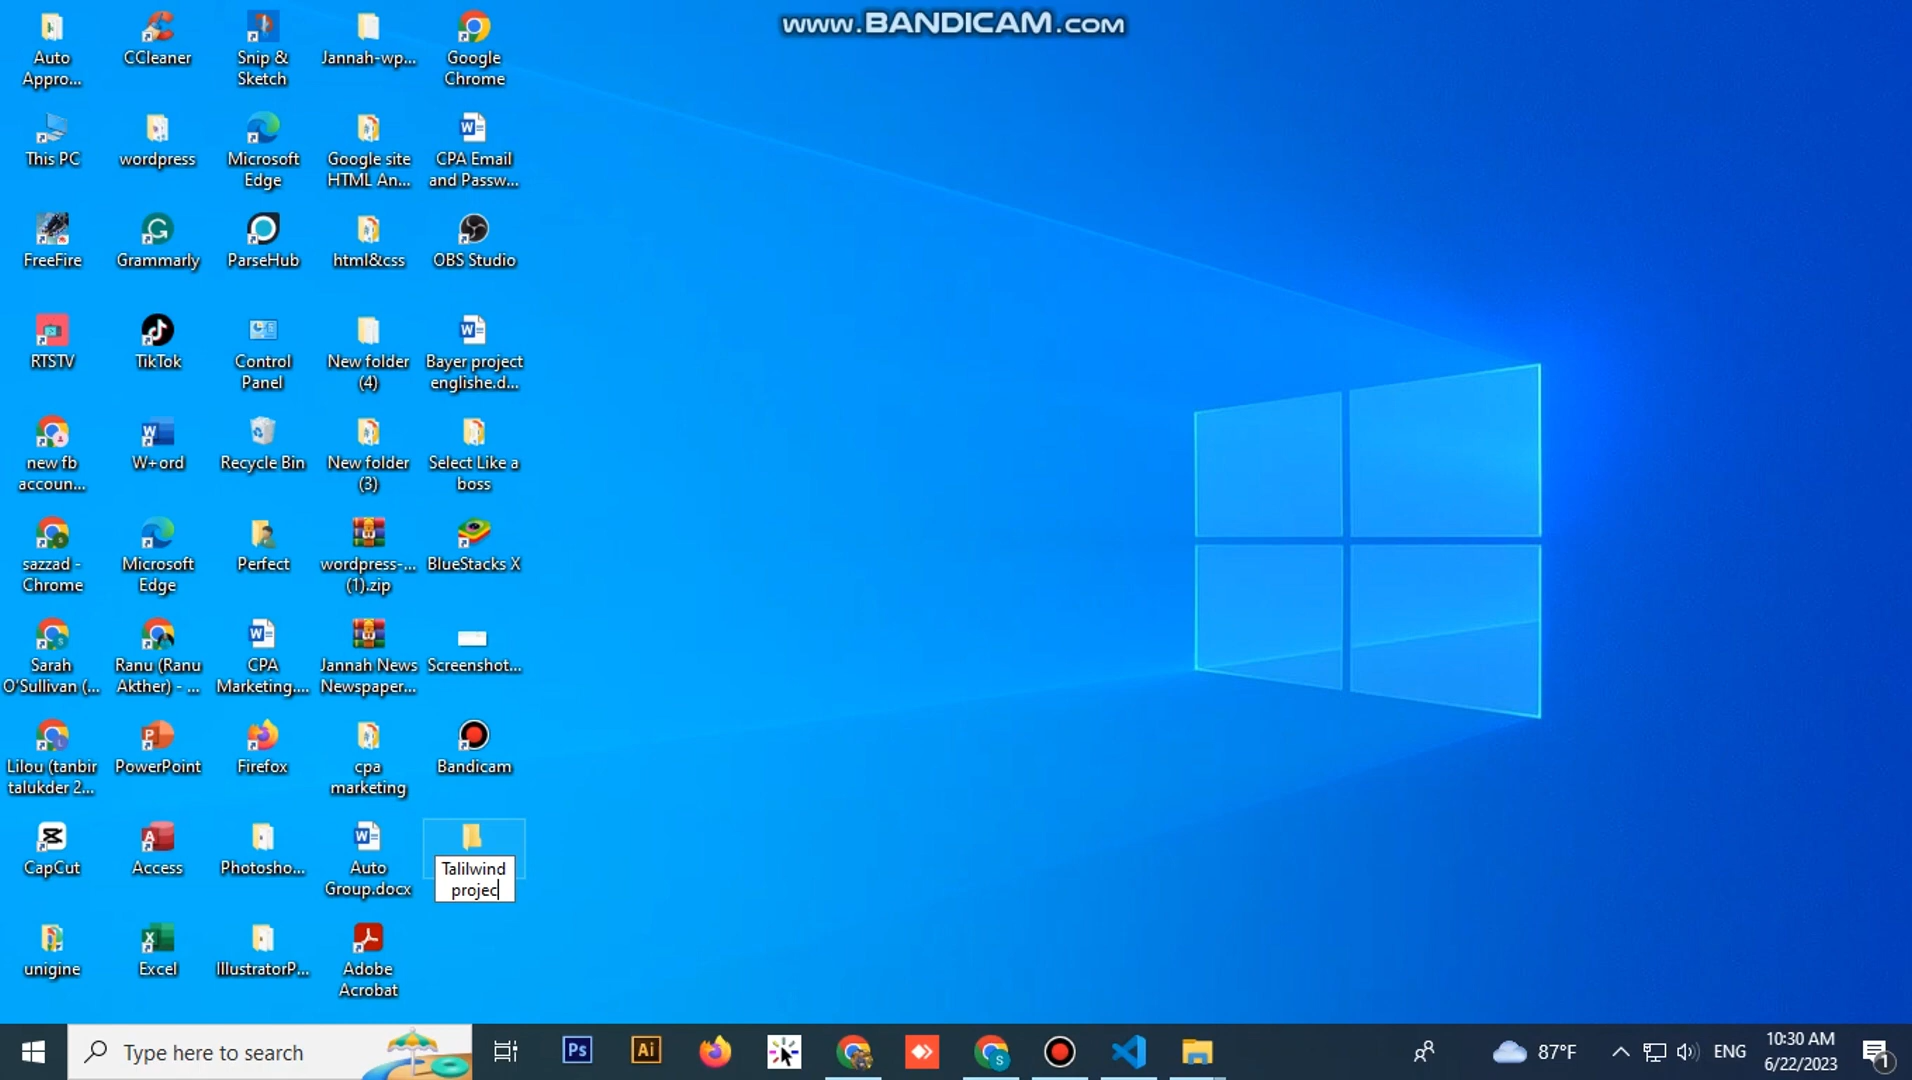 www.BANDICAM.com
Auto
Appro...
CCleaner
Snip &
Sketch
Jannah-wp...
Google
Chrome
This PC
wordpress
Microsoft
Edge
Google site
HTML An...
CPA Email
and Passw...
FreeFire
Grammarly
ParseHub
html&css
OBS Studio
RTSTV
TikTok
Control
Panel
New folder
(4)
Bayer project
englishe.d...
new fb
accoun...
W+ord
Recycle Bin
New folder
(3)
Select Like a
boss
sazzad -
Chrome
Microsoft
Edge
Perfect
wordpress-...
(1).zip
BlueStacks X
Sarah
O'Sullivan (...
Ranu (Ranu
Akther) - ...
CPA
Marketing....
Jannah News
Newspaper...
Screenshot...
Lilou (tanbir
talukder 2...
PowerPoint
Firefox
cpa
marketing
Bandicam
CapCut
Access
Photosho...
Auto
Group.docx
Talilwind
projec
unigine
Excel
IllustratorP...
Adobe
Acrobat
Type here to search
Ps
Ai
87°F
ENG
10:30 AM
6/22/2023
1